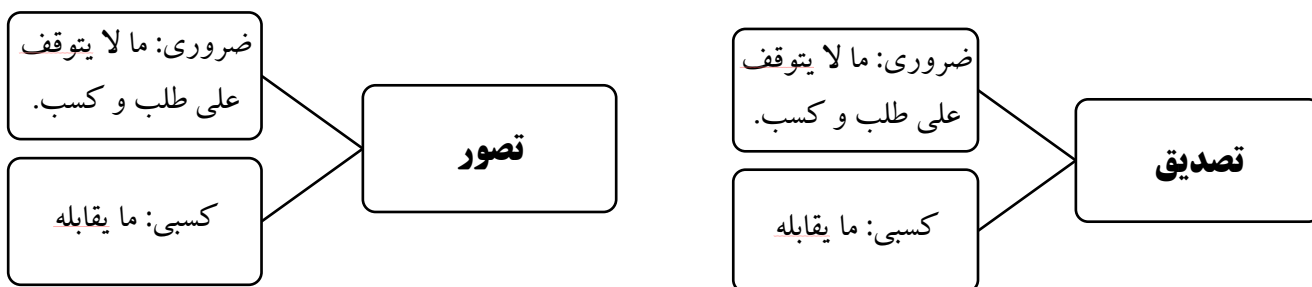 تصدیق
ضروری: ما لا یتوقف
علی طلب و کسب.
کسبی: ما یقابله
تصور
ضروری: ما لا یتوقف
علی طلب و کسب.
کسبی: ما یقابله